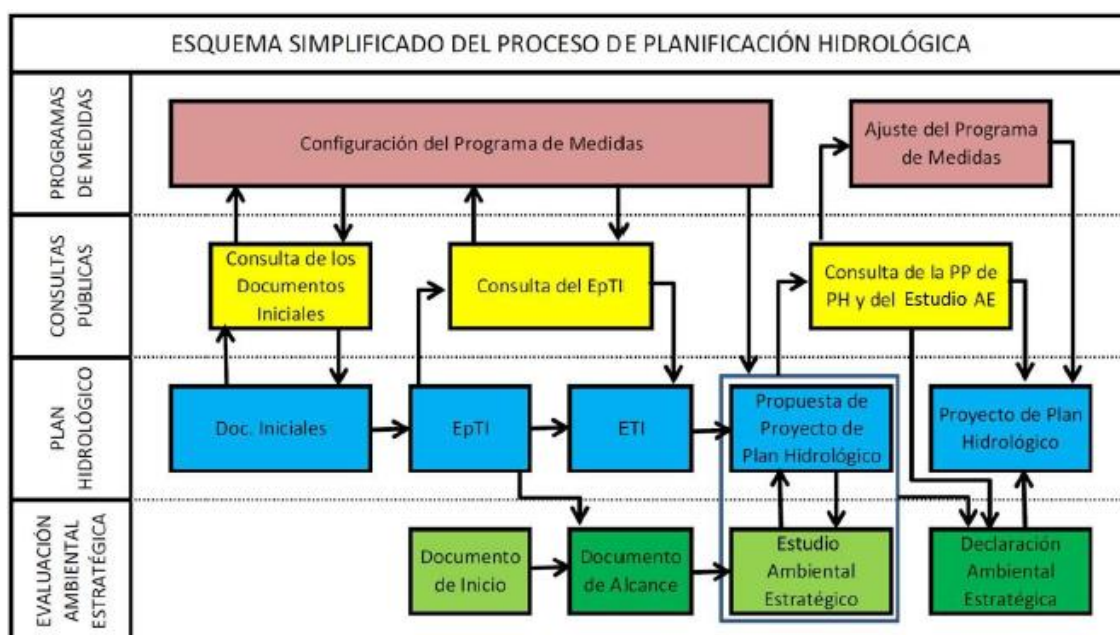 ESQUEMA SIMPLIFICADO DEL PROCESO DE PLANIFICACIÓN HIDROLÓGICA
PROGRAMAS
DE MEDIDAS
Configuración del Programa de Medidas
Ajuste del Programa
de Medidas
CONSULTAS
PÚBLICAS
Consulta de los
Documentos
Iniciales
Consulta del EpTI
Consulta de la PP de
PH y del Estudio AE
PLAN
HIDROLÓGICO
Doc. Iniciales
EpTI
ETI
Propuesta de
Proyecto de
Plan Hidrológico
Proyecto de Plan
Hidrológico
EVALUACIÓN
AMBIENTAL
ESTRATÉGICA
Documento
de Inicio
Documento
de Alcance
Estudio
Ambiental
Estratégico
Declaración
Ambiental
Estratégica